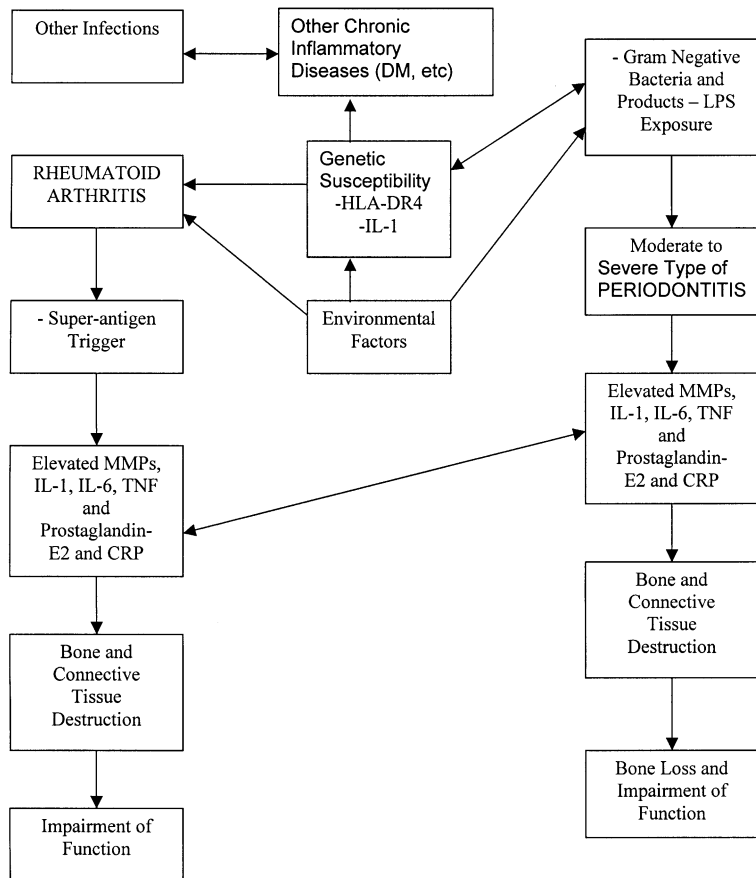 Other Infections
Other Chronic
Inflammatory
Diseases (DM, etc)
- Gram Negative
Bacteria and
Products – LPS
Exposure
RHEUMATOID
ARTHRITIS
Genetic
Susceptibility
-HLA-DR4
-IL-1
Moderate to
Severe Type of
PERIODONTITIS
- Super-antigen
Trigger
Environmental
Factors
Elevated MMPs,
IL-1, IL-6, TNF
and
Prostaglandin-
E2 and CRP
Elevated MMPs,
IL-1, IL-6, TNF
and
Prostaglandin-
E2 and CRP
Bone and
Connective
Tissue
Destruction
Bone and
Connective
Tissue
Destruction
Bone Loss and
Impairment of
Function
Impairment of
Function